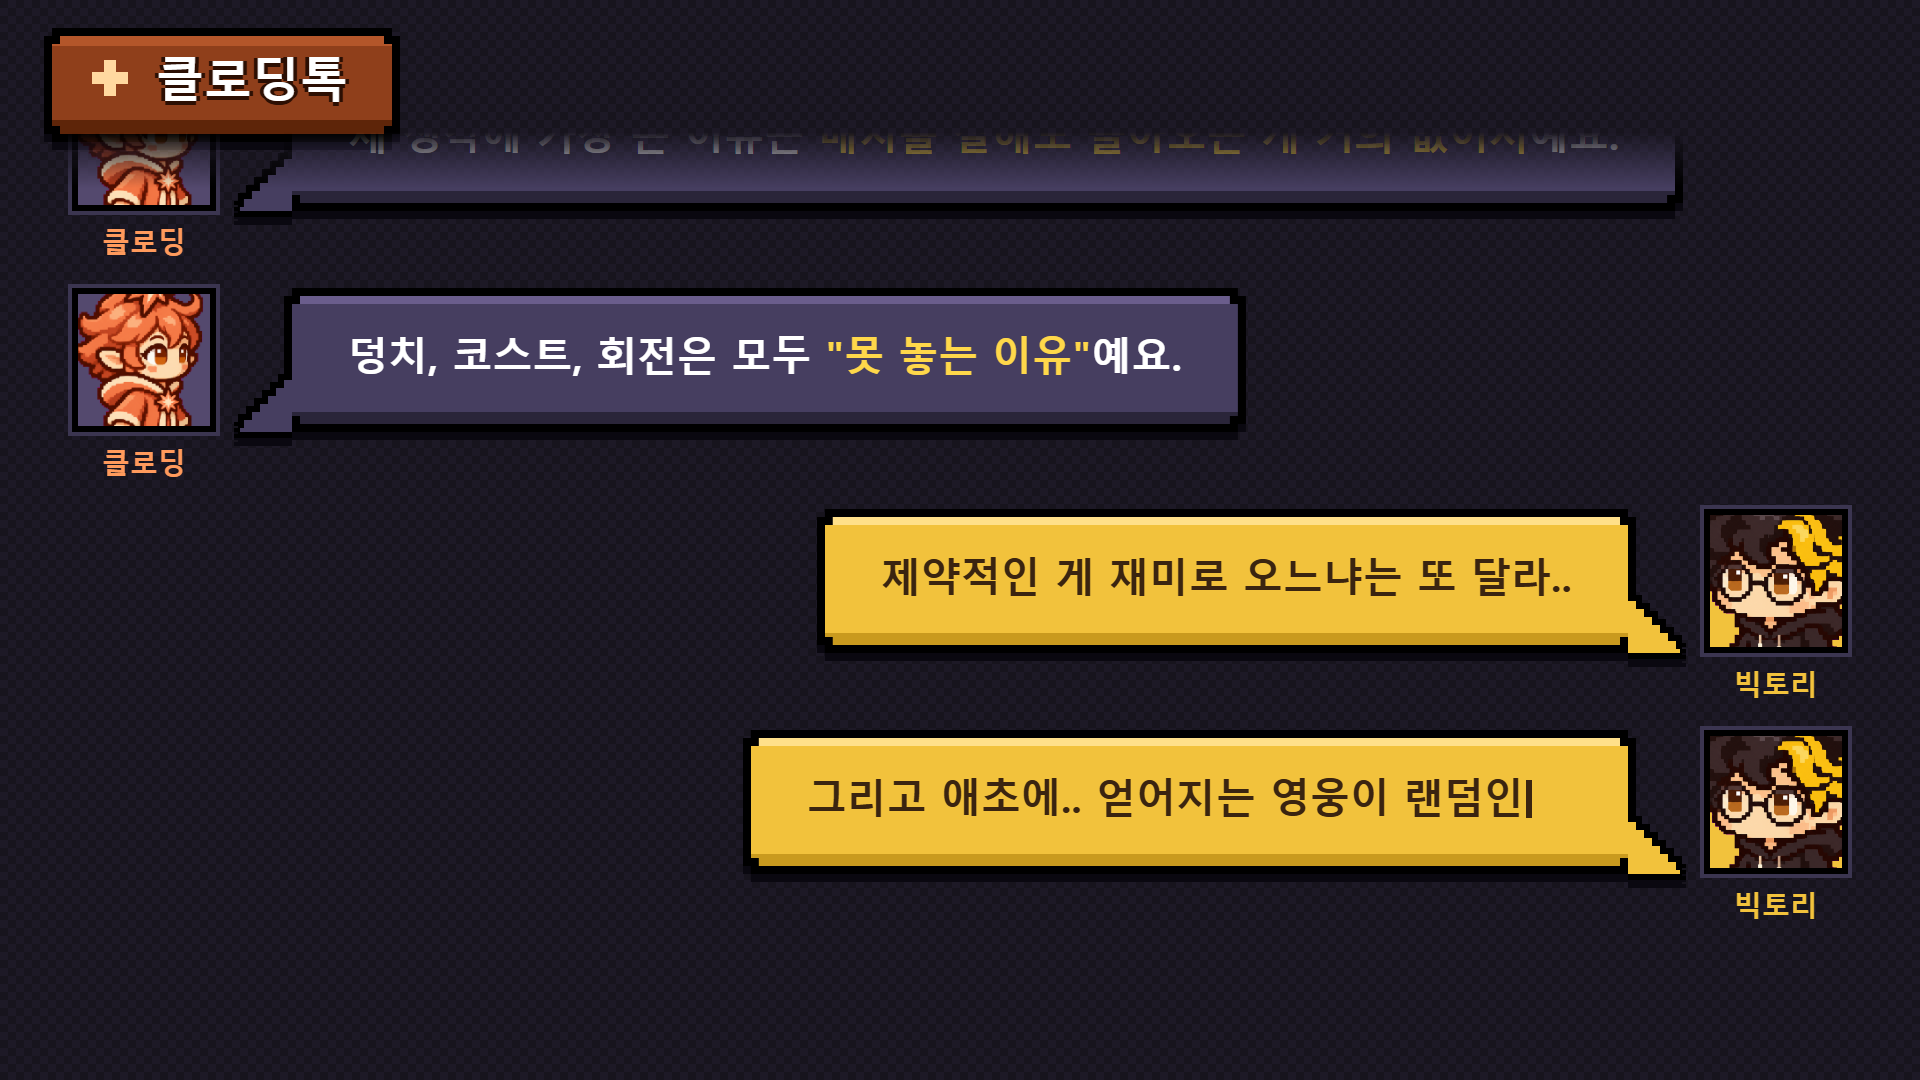 클로딩톡
클로딩
덩치, 코스트, 회전은 모두 "못 놓는 이유"예요.
클로딩
제약적인 게 재미로 오느냐는 또 달라..
빅토리
그리고 애초에.. 얻어지는 영웅이 랜덤인
빅토리